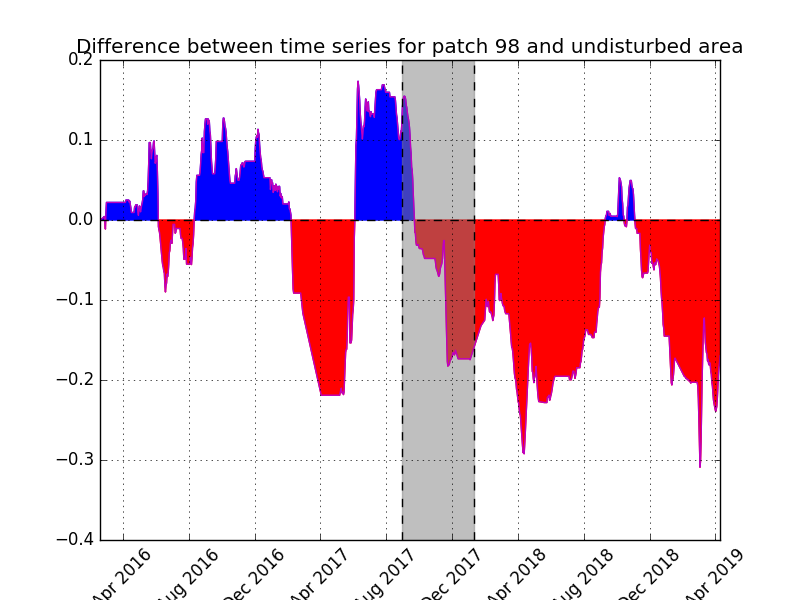 Difference between time series for patch 98 and undisturbed area
0.2
0.1
0.0
−0.1
−0.2
−0.3
−0.4
Apr 2016
Aug 2016
Dec 2016
Apr 2017
Aug 2017
Dec 2017
Apr 2018
Aug 2018
Dec 2018
Apr 2019